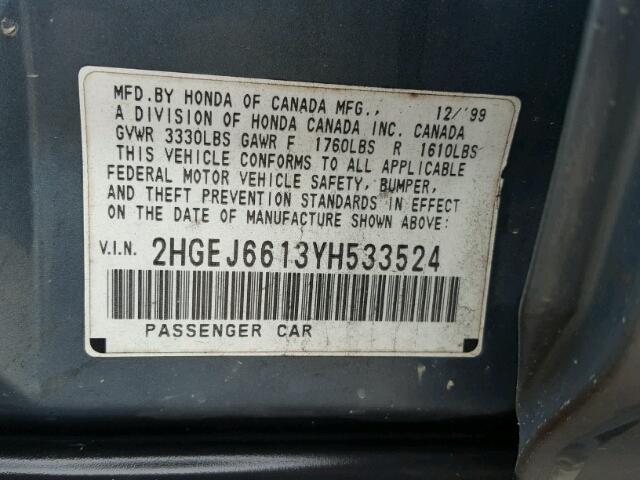 MFD.BY HONDA OF CANADA MFG., 12/'99
A DIVISION OF HONDA CANADA INC. CANADA
GVWR 3330LBS GAWR F 1760LBS R 1610LBS
THIS VEHICLE CONFORMS TO ALL APPLICABLE
FEDERAL MOTOR VEHICLE SAFETY, BUMPER,
AND THEFT PREVENTION STANDARDS IN EFFECT
ON THE DATE OF MANUFACTURE SHOWN ABOVE:
V.I.N. 2HGEJ6613YH533524
PASSENGER CAR